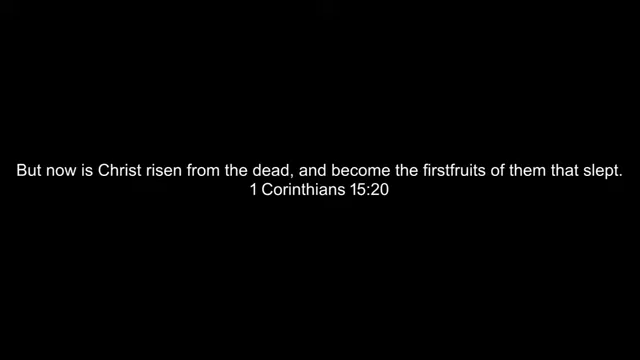 But now is Christ risen from the dead, and become the firstfruits of them that slept.
1 Corinthians 15:20